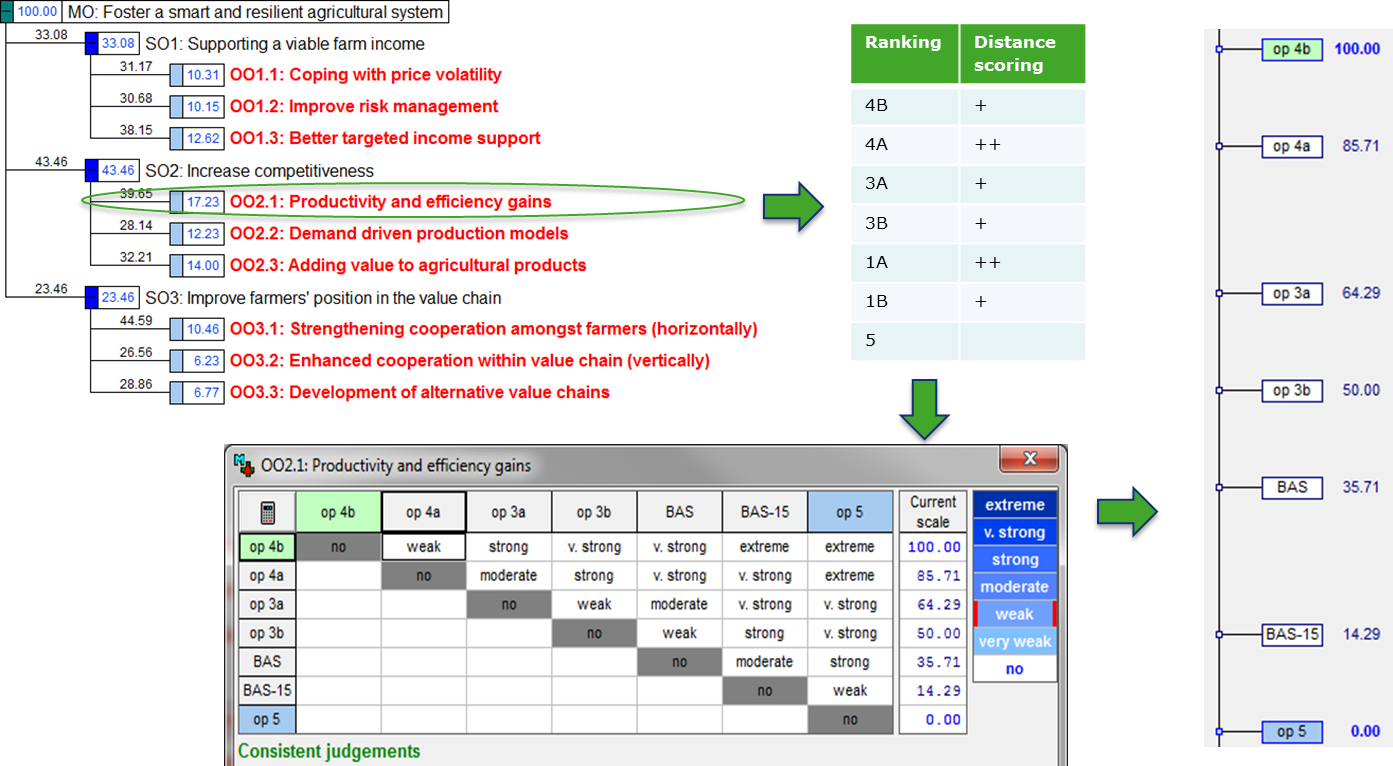 100.00 MO: Foster a smart and resilient agricultural system
33.08 33.08 SO1: Supporting a viable farm income
31.17 10.31 OO1.1: Coping with price volatility
30.68 10.15 OO1.2: Improve risk management
38.15 12.62 OO1.3: Better targeted income support
43.46 43.46 SO2: Increase competitiveness
39.65 17.23 OO2.1: Productivity and efficiency gains
28.14 12.23 OO2.2: Demand driven production models
32.21 14.00 OO2.3: Adding value to agricultural products
23.46 23.46 SO3: Improve farmers' position in the value chain
44.59 10.46 OO3.1: Strengthening cooperation amongst farmers (horizontally)
26.56 6.23 OO3.2: Enhanced cooperation within value chain (vertically)
28.86 6.77 OO3.3: Development of alternative value chains
Ranking Distance
scoring
4B +
4A ++
3A +
3B +
1A ++
1B +
5
OO2.1: Productivity and efficiency gains X
op 4b op 4a op 3a op 3b BAS BAS-15 op 5 Current
scale
op 4b no weak strong v. strong v. strong extreme extreme 100.00
op 4a no moderate strong v. strong v. strong extreme 85.71
op 3a no weak moderate v. strong v. strong 64.29
op 3b no weak strong v. strong 50.00
BAS no moderate strong 35.71
BAS-15 no weak 14.29
op 5 no 0.00
extreme
v. strong
strong
moderate
weak
very weak
no
Consistent judgements
op 4b 100.00
op 4a 85.71
op 3a 64.29
op 3b 50.00
BAS 35.71
BAS-15 14.29
op 5 0.00